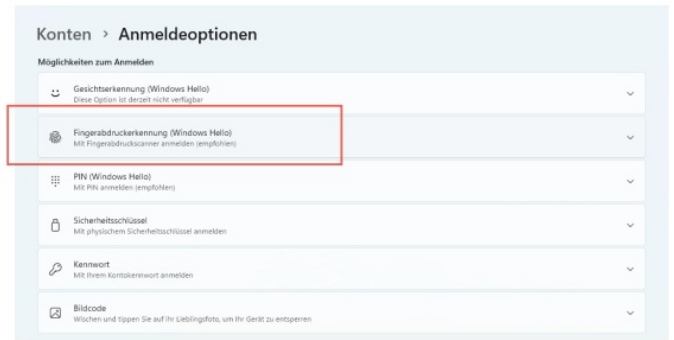 Konten > Anmeldeoptionen
Möglichkeiten zum Anmelden
Gesichtserkennung (Windows Hello)
Diese Option ist derzeit nicht verfügbar
Fingerabdruckerkennung (Windows Hello)
Mit Fingerabdruckscanner anmelden (empfohlen)
PIN (Windows Hello)
Mit PIN anmelden (empfohlen)
Sicherheitsschlüssel
Mit physischem Sicherheitsschlüssel anmelden
Kennwort
Mit Ihrem Kontokennwort anmelden
Bildcode
Wischen und tippen Sie auf Ihr Lieblingsfoto, um Ihr Gerät zu entsperren